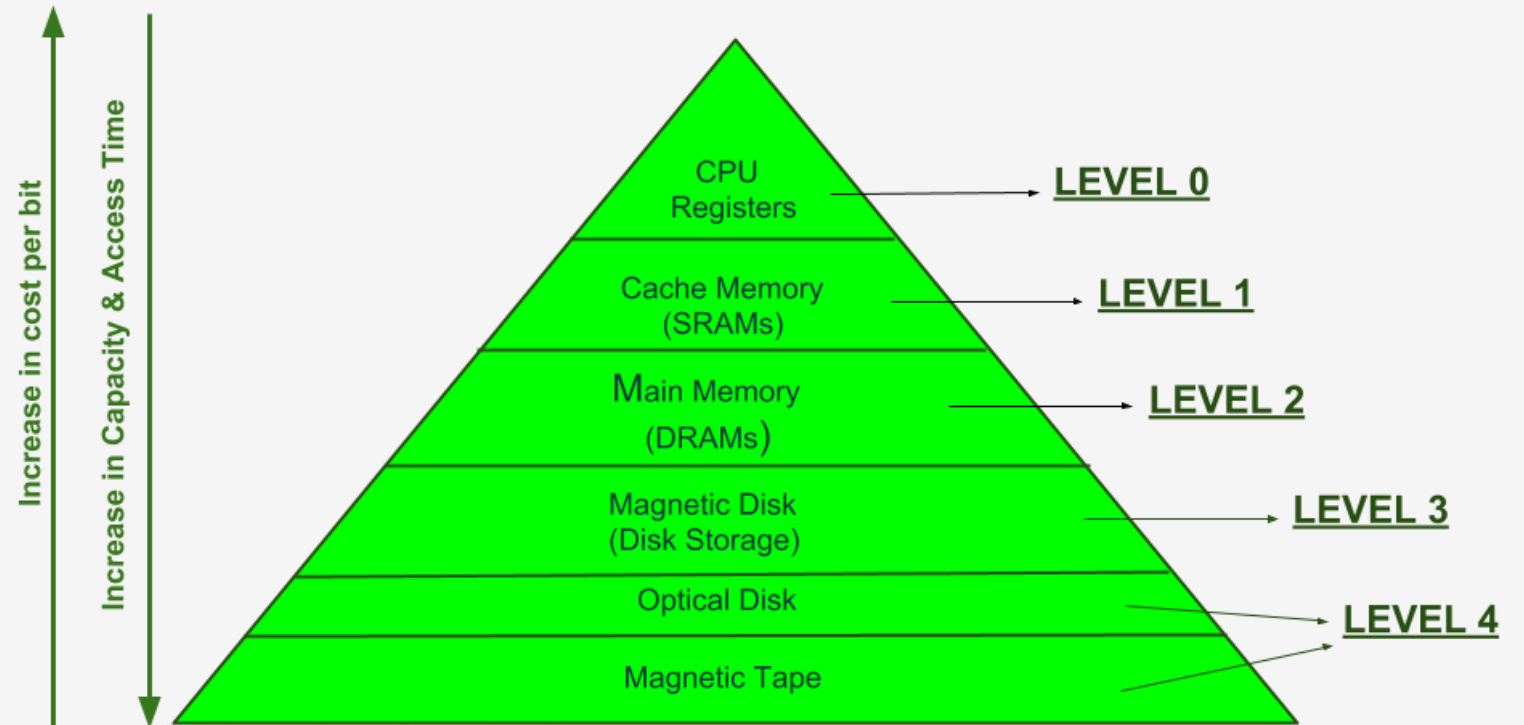 Increase in cost per bit
Increase in Capacity & Access Time
CPU
Registers
LEVEL 0
Cache Memory
(SRAMs)
LEVEL 1
Main Memory
(DRAMs)
LEVEL 2
Magnetic Disk
(Disk Storage)
LEVEL 3
Optical Disk
LEVEL 4
Magnetic Tape